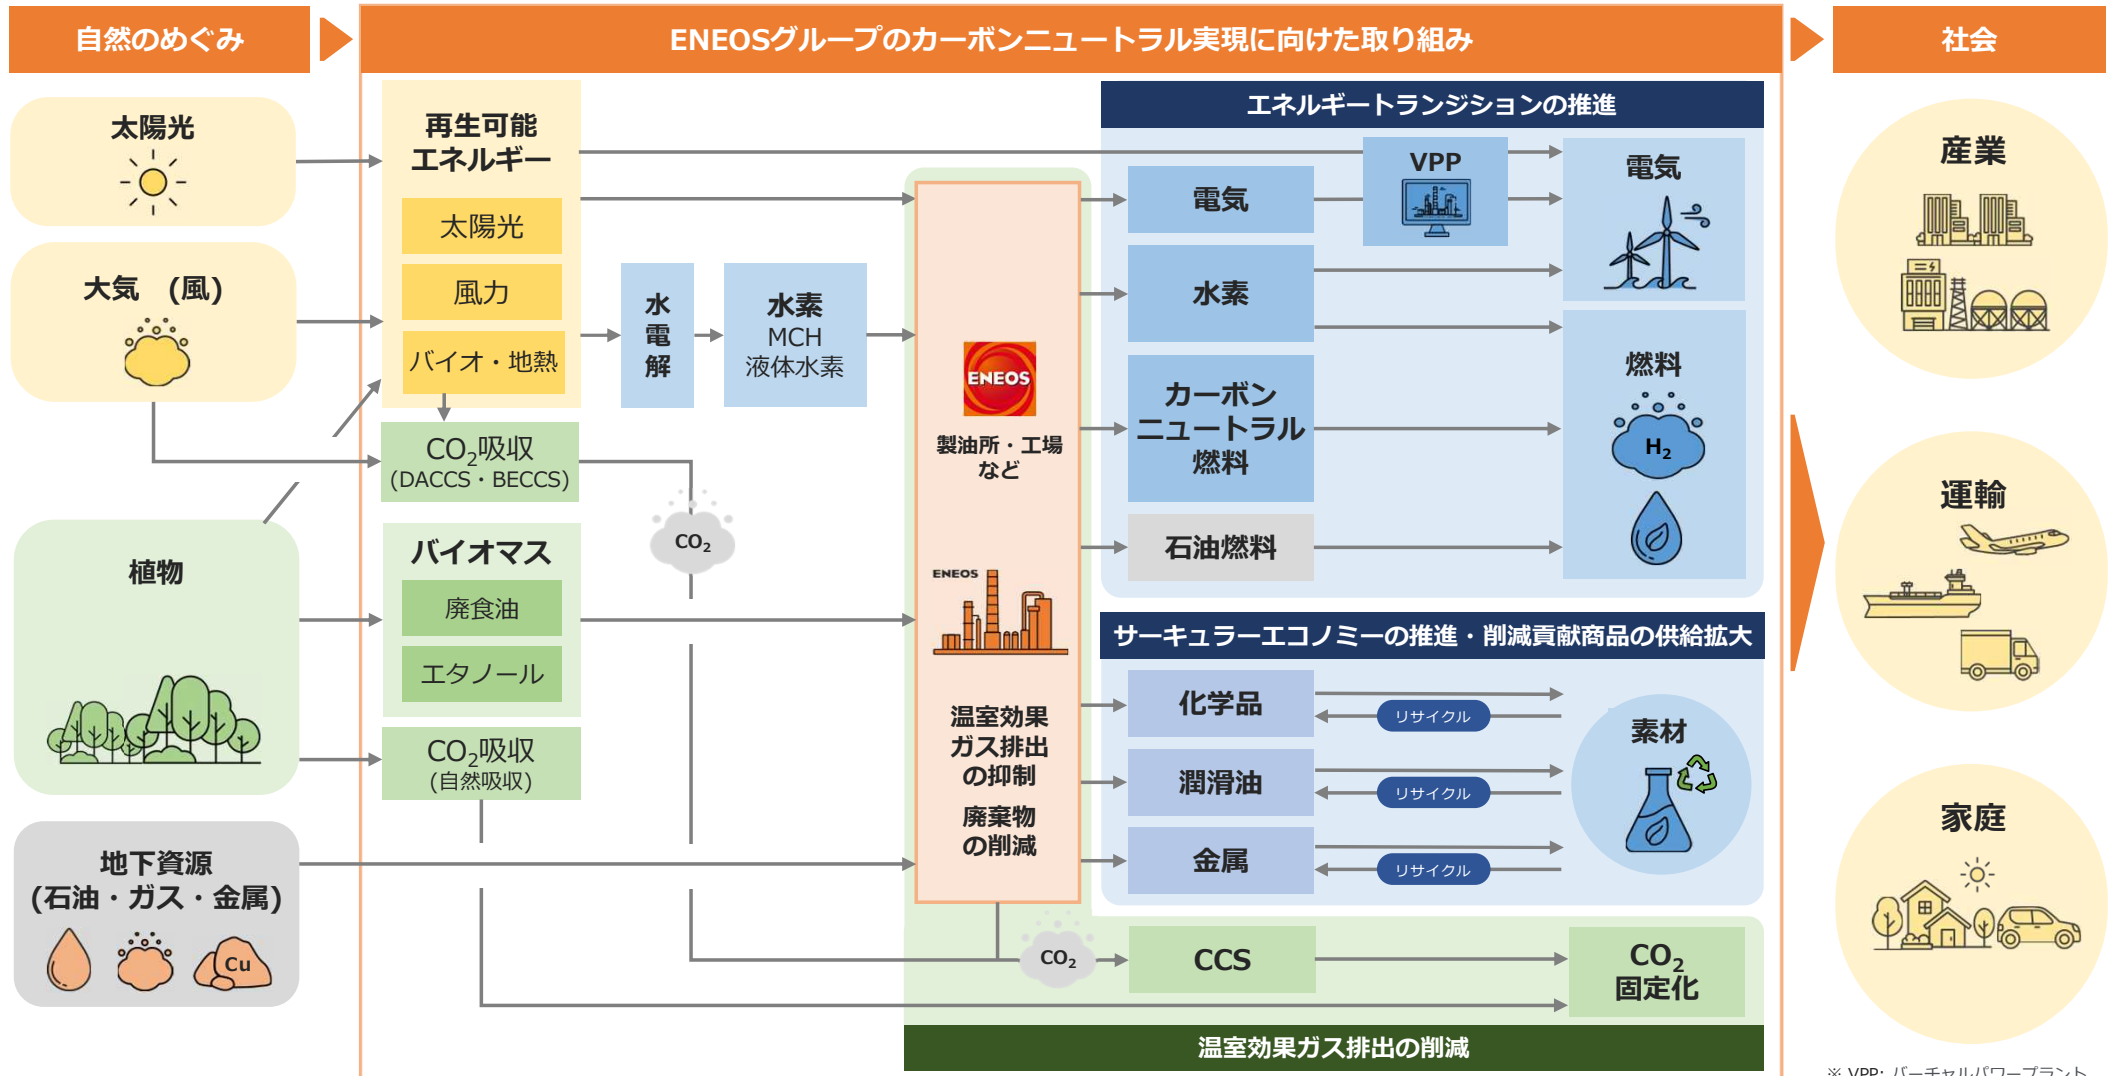 自然のめぐみ
ENEOSグループのカーボンニュートラル実現に向けた取り組み
社会
太陽光
大気 (風)
植物
地下資源
(石油・ガス・金属)
Cu
再生可能
エネルギー
太陽光
風力
バイオ・地熱
CO₂吸収
(DACCS・BECCS)
バイオマス
廃食油
エタノール
CO₂吸収
(自然吸収)
水
電
解
水素
MCH
液体水素
CO₂
ENEOS
製油所・工場
など
ENEOS
温室効果
ガス排出
の抑制
廃棄物
の削減
エネルギートランジションの推進
電気
VPP
電気
水素
カーボン
ニュートラル
燃料
石油燃料
燃料
H₂
サーキュラーエコノミーの推進・削減貢献商品の供給拡大
化学品
リサイクル
潤滑油
リサイクル
金属
リサイクル
素材
CO₂
CCS
CO₂
固定化
温室効果ガス排出の削減
産業
運輸
家庭
※ VPP: バーチャルパワープラント